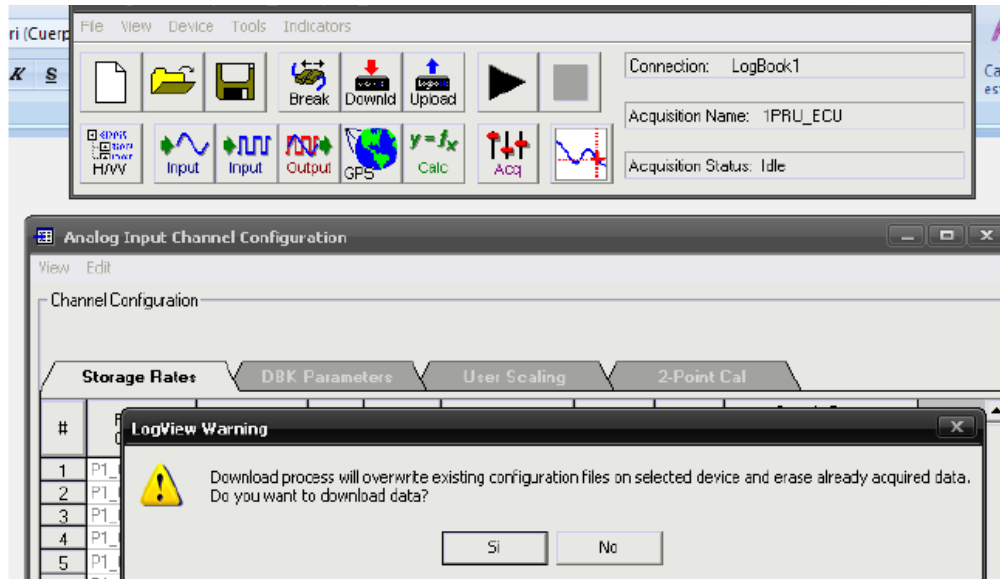 ri (Cuerp
K S
File View Device Tools Indicators
Break Downld Upload
Connection: LogBook1
Acquisition Name: 1PRU_ECU
Acquisition Status: Idle
H/W Input Input Output GPS y=fx Calc Acq
Ca
es
Analog Input Channel Configuration
View Edit
Channel Configuration
Storage Rates DBK Parameters User Scaling 2-Point Cal
#
LogView Warning
1 P1_
2 P1_
3 P1_
4 P1_
5 P1_
Download process will overwrite existing configuration files on selected device and erase already acquired data.
Do you want to download data?
Si No